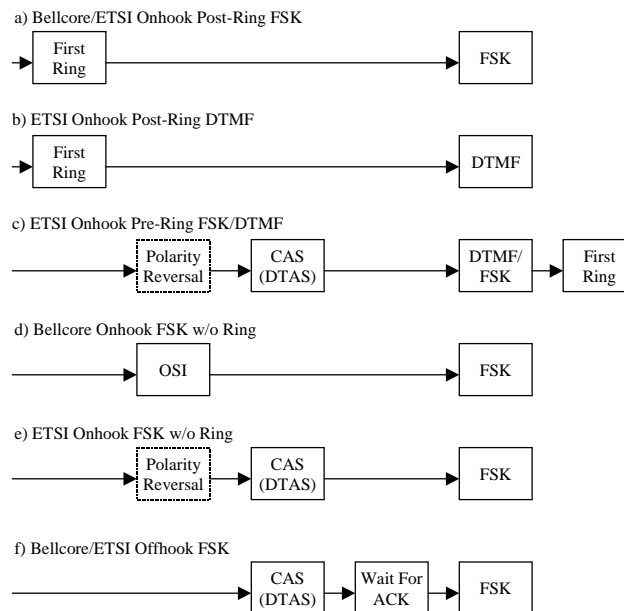 a) Bellcore/ETSI Onhook Post-Ring FSK
First
Ring
FSK
b) ETSI Onhook Post-Ring DTMF
First
Ring
DTMF
c) ETSI Onhook Pre-Ring FSK/DTMF
Polarity
Reversal
CAS
(DTAS)
DTMF/
FSK
First
Ring
d) Bellcore Onhook FSK w/o Ring
OSI
FSK
e) ETSI Onhook FSK w/o Ring
Polarity
Reversal
CAS
(DTAS)
FSK
f) Bellcore/ETSI Offhook FSK
CAS
(DTAS)
Wait For
ACK
FSK